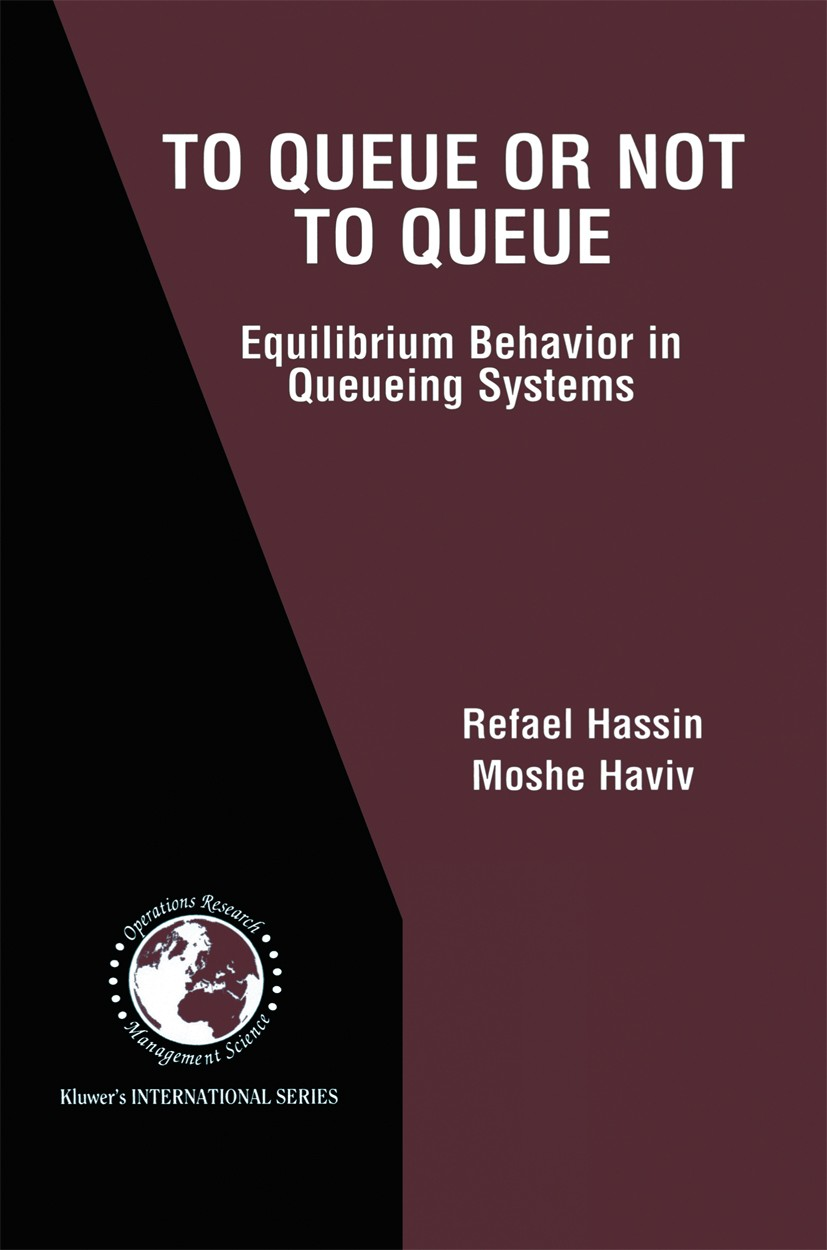 TO QUEUE OR NOT
TO QUEUE
Equilibrium Behavior in
Queueing Systems
Refael Hassin
Moshe Haviv
Operations Research
Management Science
Kluwer's INTERNATIONAL SERIES